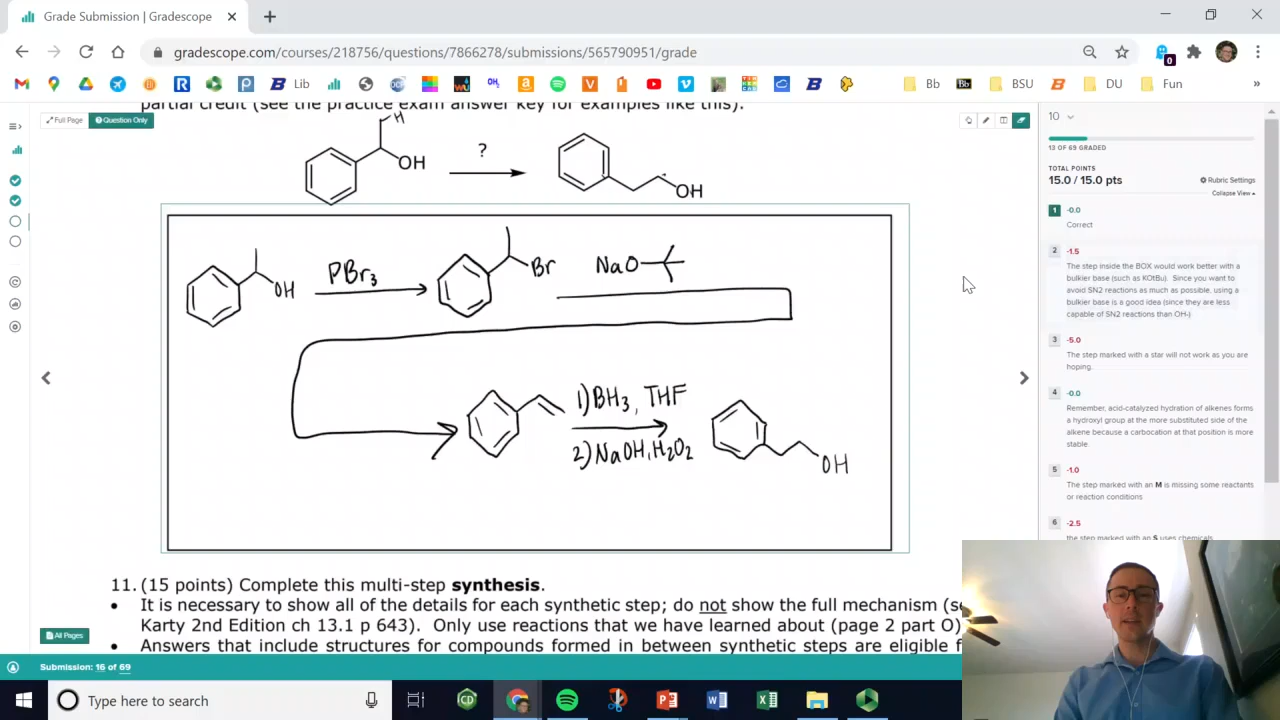 Grade Submission | Gradescope
gradescope.com/courses/218756/questions/7866278/submissions/565790951/grade
Lib
Bb
Bb
BSU
DU
Fun
»
partial credit (see the practice exam answer key for examples like this).
Full Page
Question Only
H
OH
?
OH
OH
PBr3
Br
NaO
1) BH3, THF
2) NaOH, H2O2
OH
11. (15 points) Complete this multi-step synthesis.
• It is necessary to show all of the details for each synthetic step; do not show the full mechanism (s
Karty 2nd Edition ch 13.1 p 643). Only use reactions that we have learned about (page 2 part O)
• Answers that include structures for compounds formed in between synthetic steps are eligible f
All Pages
Submission: 16 of 69
10
13 OF 69 GRADED
TOTAL POINTS
15.0 / 15.0 pts
Rubric Settings
Collapse View
1 -0.0
Correct
2 -1.5
The step inside the BOX would work better with a
bulkier base (such as KOtBu). Since you want to
avoid SN2 reactions as much as possible, using a
bulkier base is a good idea (since they are less
capable of SN2 reactions than OH-)
3 -5.0
The step marked with a star will not work as you are
hoping.
4 -0.0
Remember, acid-catalyzed hydration of alkenes forms
a hydroxyl group at the more substituted side of the
alkene because a carbocation at that position is more
stable.
5 -1.0
The step marked with an M is missing some reactants
or reaction conditions
6 -2.5
the step marked with an S uses chemicals
Type here to search